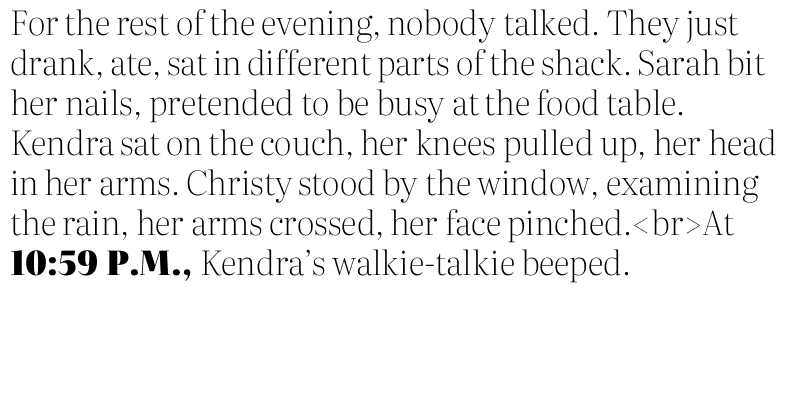 For the rest of the evening, nobody talked. They just
drank, ate, sat in different parts of the shack. Sarah bit
her nails, pretended to be busy at the food table.
Kendra sat on the couch, her knees pulled up, her head
in her arms. Christy stood by the window, examining
the rain, her arms crossed, her face pinched.<br>At
10:59 P.M., Kendra’s walkie-talkie beeped.